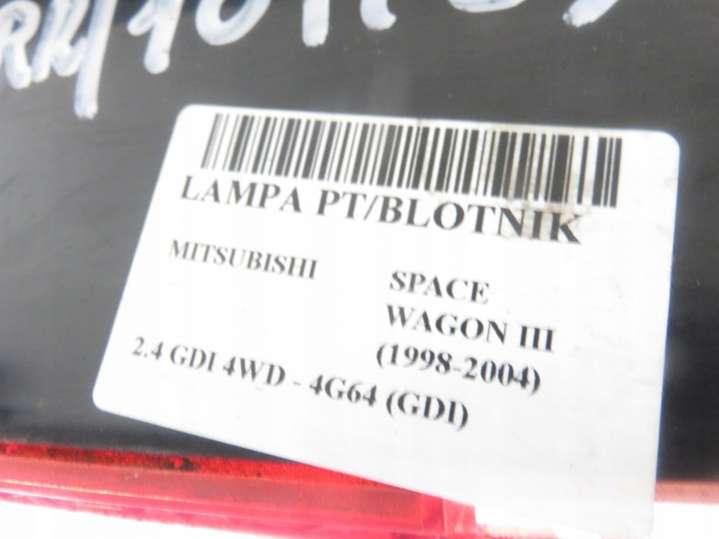 LAMPA PT/BLOTNIK
MITSUBISHI
SPACE
WAGON III
(1998-2004)
2.4 GDI 4WD - 4G64 (GDI)